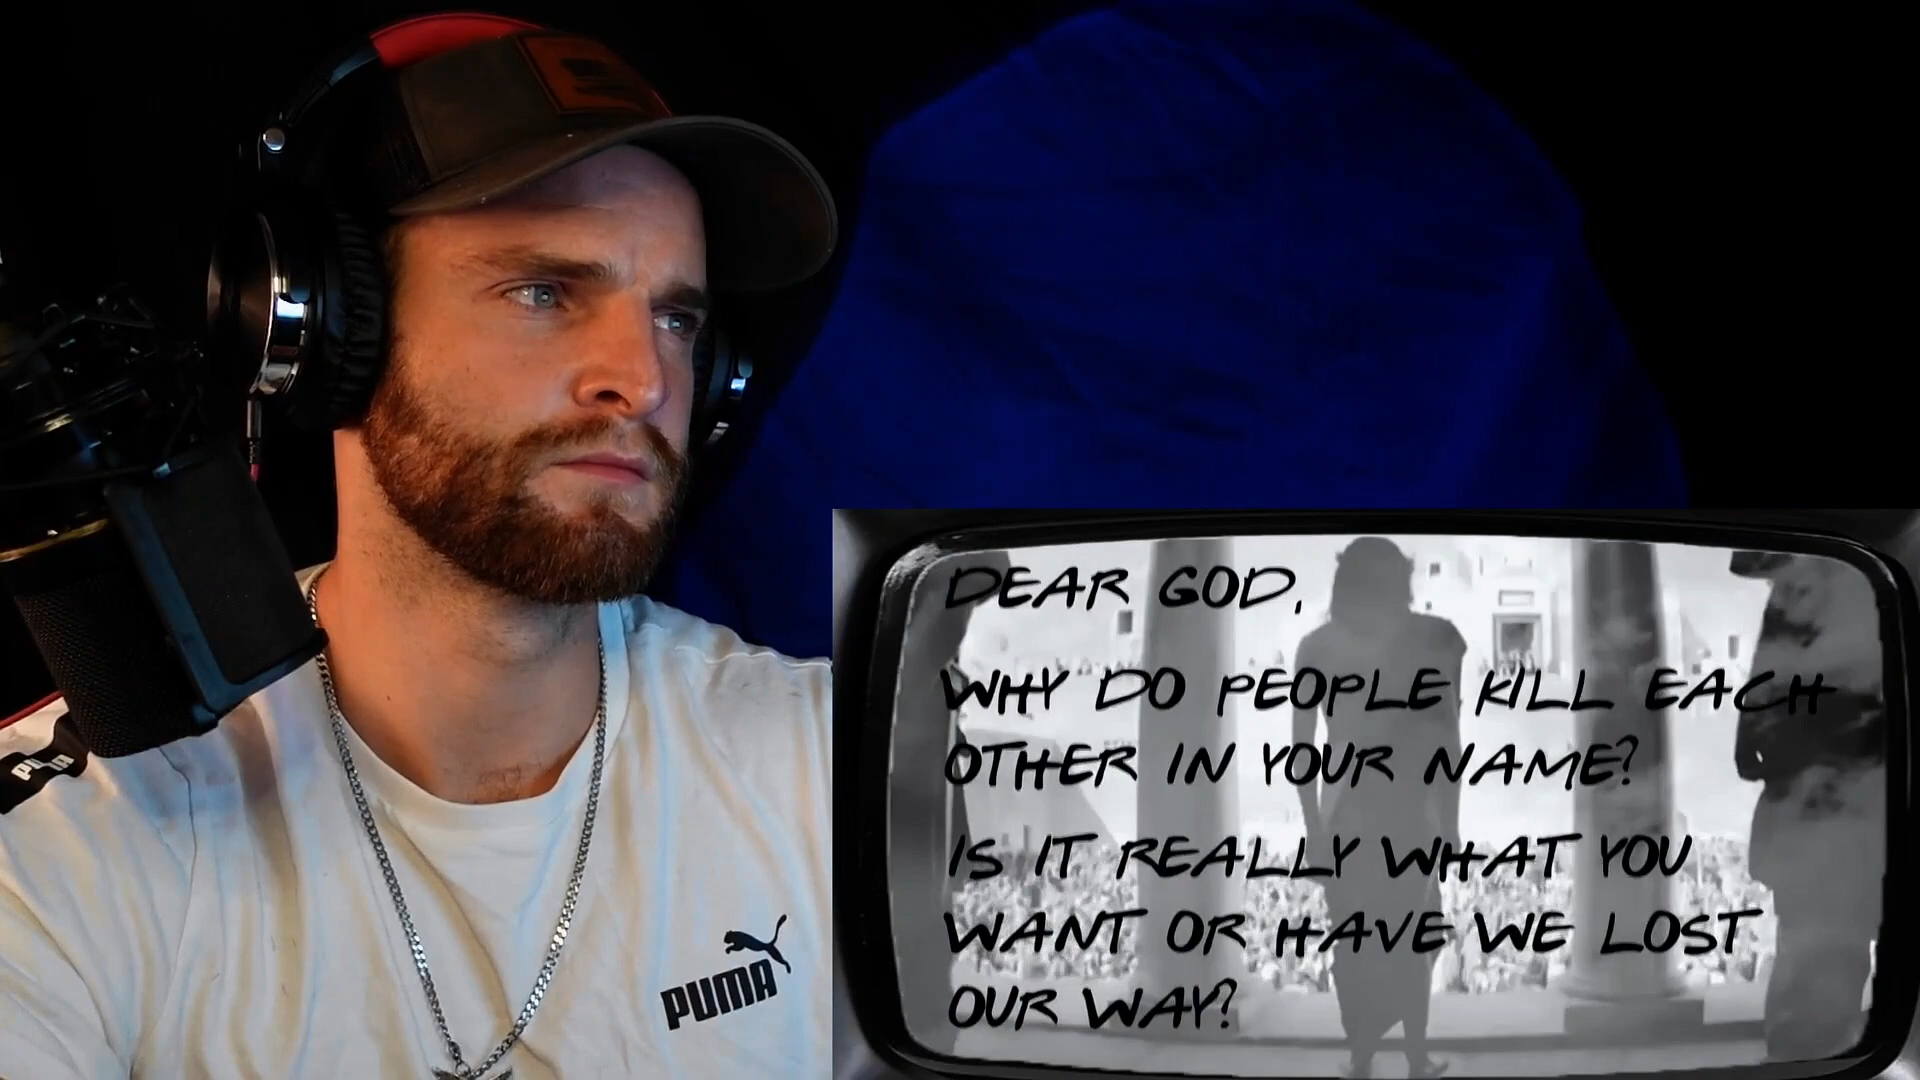 DEAR GOD,
WHY DO PEOPLE KILL EACH
OTHER IN YOUR NAME?
IS IT REALLY WHAT YOU
WANT OR HAVE WE LOST
OUR WAY?
PUMA